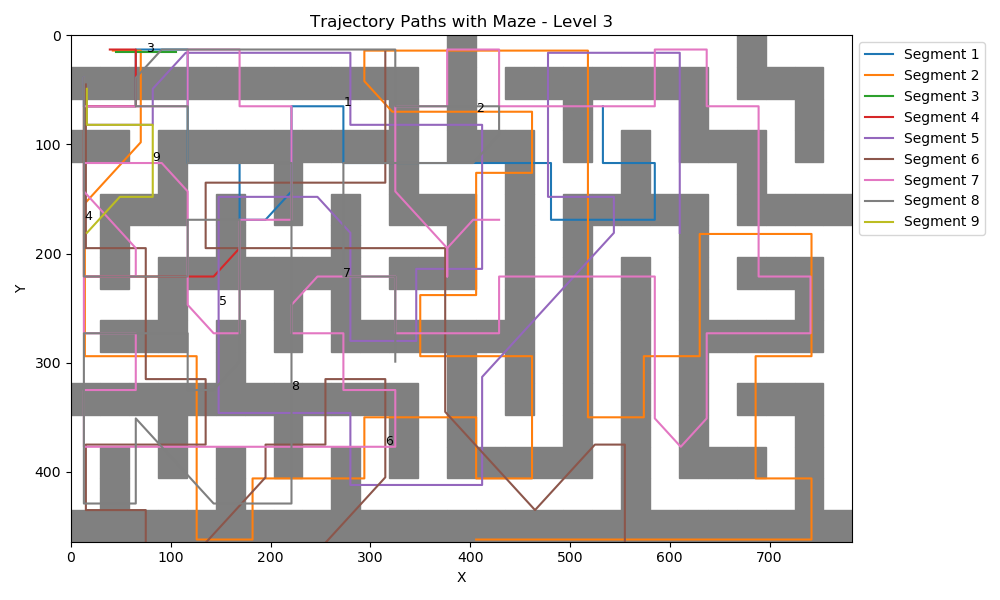 Trajectory Paths with Maze - Level 3
0
100
200
300
400
Y
0
100
200
300
400
500
600
700
X
3
1
2
9
4
7
5
8
6
Segment 1
Segment 2
Segment 3
Segment 4
Segment 5
Segment 6
Segment 7
Segment 8
Segment 9